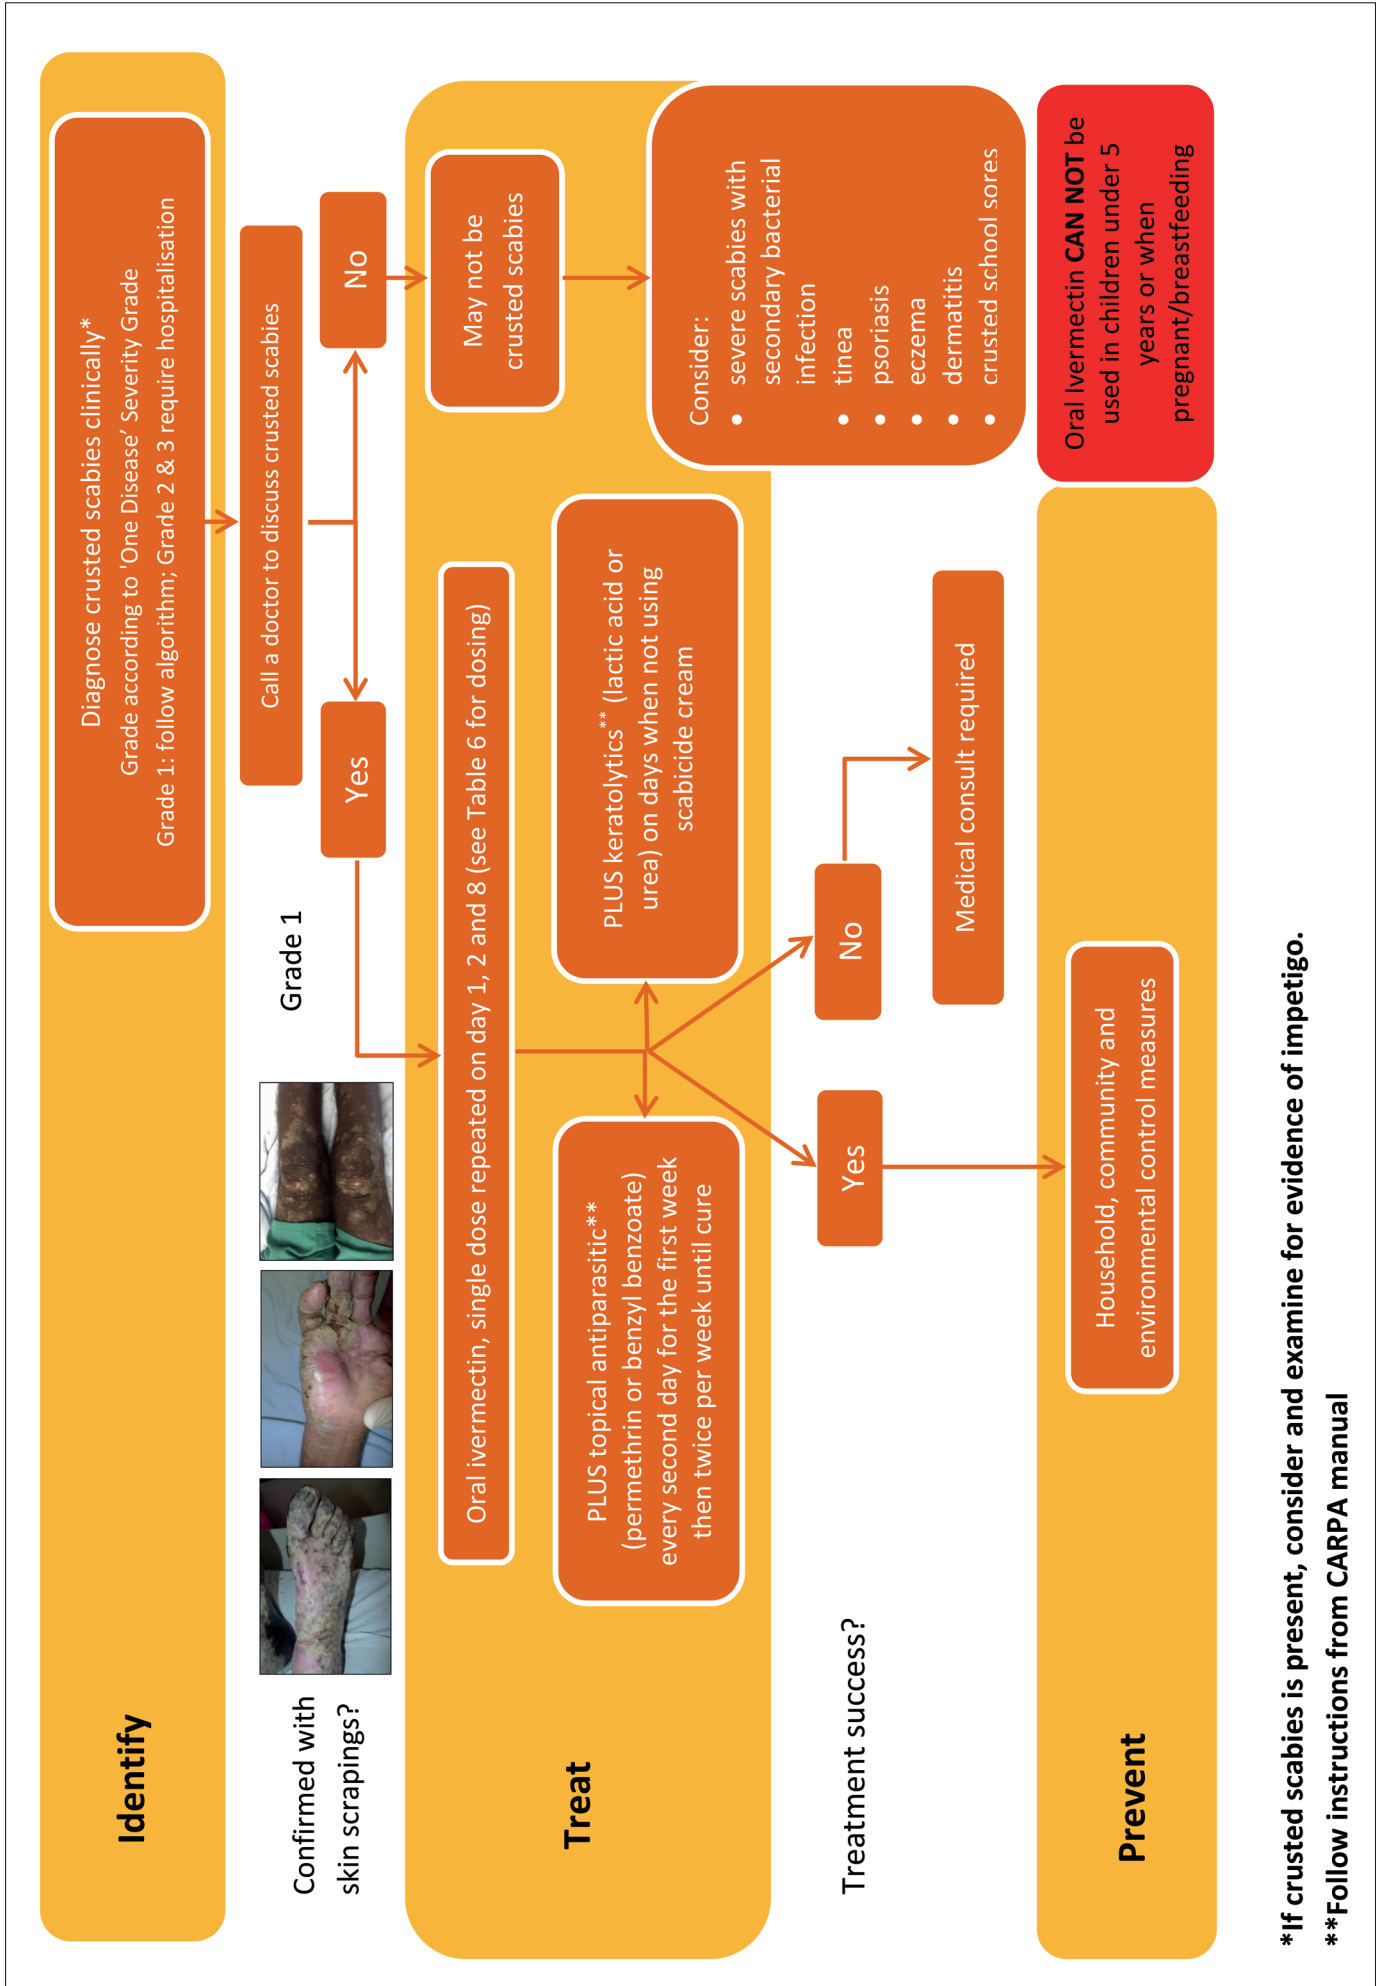 Identify
Diagnose crusted scabies clinically*
Grade according to 'One Disease’ Severity Grade
Grade 1: follow algorithm; Grade 2 & 3 require hospitalisation
Call a doctor to discuss crusted scabies
Confirmed with
skin scrapings?
Grade 1
Yes
No
Treat
Oral ivermectin, single dose repeated on day 1, 2 and 8 (see Table 6 for dosing)
PLUS topical antiparasitic**
(permethrin or benzyl benzoate)
every second day for the first week
then twice per week until cure
PLUS keratolytics** (lactic acid or
urea) on days when not using
scabicide cream
May not be
crusted scabies
Consider:
• severe scabies with
secondary bacterial
infection
• tinea
• psoriasis
• eczema
• dermatitis
• crusted school sores
Treatment success?
Yes
No
Medical consult required
Prevent
Household, community and
environmental control measures
Oral Ivermectin CAN NOT be
used in children under 5
years or when
pregnant/breastfeeding
*If crusted scabies is present, consider and examine for evidence of impetigo.
**Follow instructions from CARPA manual